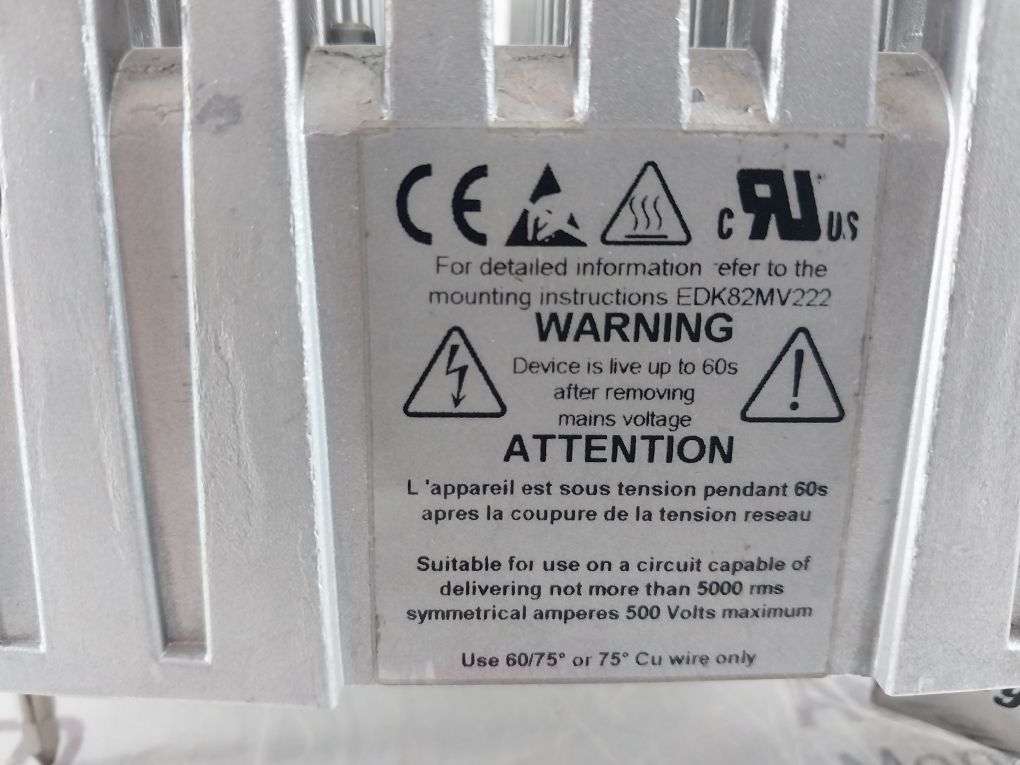 CE
C RU US
For detailed information efer to the
mounting instructions EDK82MV222
WARNING
Device is live up to 60s
after removing
mains voltage
ATTENTION
L 'appareil est sous tension pendant 60s
apres la coupure de la tension reseau
Suitable for use on a circuit capable of
delivering not more than 5000 rms
symmetrical amperes 500 Volts maximum
Use 60/75° or 75° Cu wire only